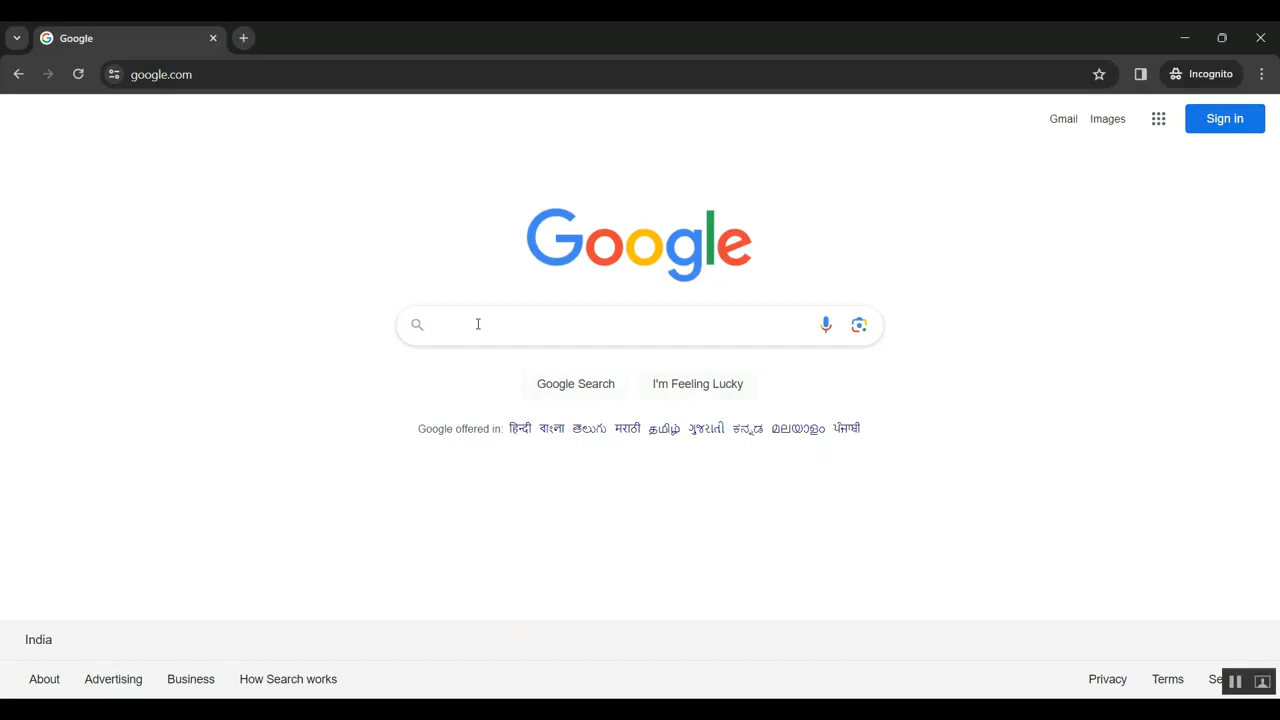 Google
google.com
Incognito
Gmail Images Sign in
Google
Google Search I'm Feeling Lucky
Google offered in: हिन्दी বাংলা తెలుగు मराठी தமிழ் ગુજરાતી ಕನ್ನಡ മലയാളം ਪੰਜਾਬੀ
India
About Advertising Business How Search works Privacy Terms Se